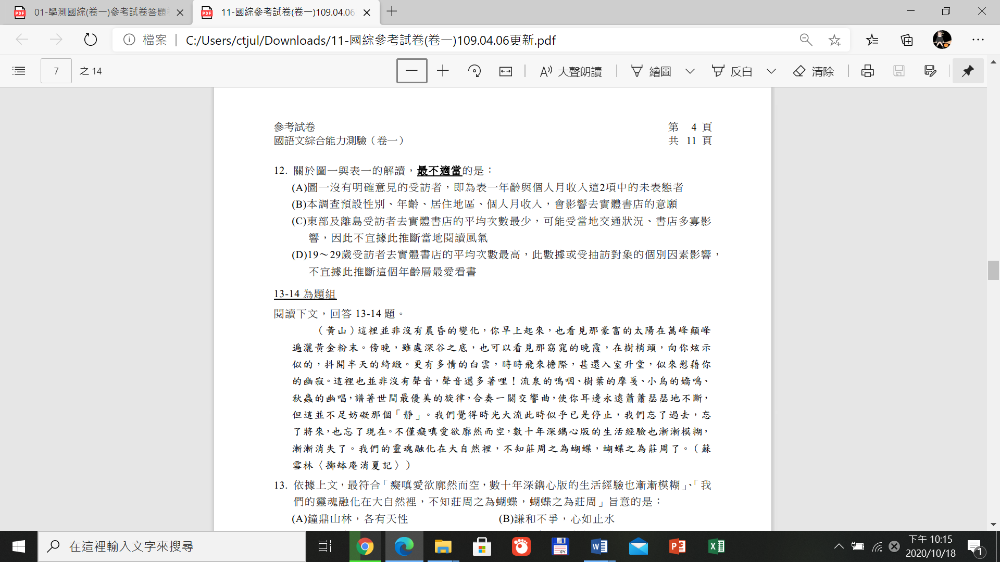 01-學測國綜(卷一)參考試卷答題卷
11-國綜參考試卷(卷一)109.04.06
檔案
C:/Users/ctjul/Downloads/11-國綜參考試卷(卷一)109.04.06更新.pdf
7 之 14
大聲朗讀
繪圖
反白
清除
參考試卷
第 4 頁
國語文綜合能力測驗（卷一）
共 11 頁
12. 關於圖一與表一的解讀，最不適當的是：
(A)圖一沒有明確意見的受訪者，即為表一年齡與個人月收入這2項中的未表態者
(B)本調查預設性別、年齡、居住地區、個人月收入，會影響去實體書店的意願
(C)東部及離島受訪者去實體書店的平均次數最少，可能受當地交通狀況、書店多寡影
響，因此不宜據此推斷當地閱讀風氣
(D)19～29歲受訪者去實體書店的平均次數最高，此數據或受抽訪對象的個別因素影響，
不宜據此推斷這個年齡層最愛看書
13-14 為題組
閱讀下文，回答 13-14 題。
（黃山）這裡並非沒有晨昏的變化，你早上起來，也看見那豪富的太陽在萬峰顛峰
遍灑黃金粉末。傍晚，雖處深谷之底，也可以看見那窈窕的晚霞，在樹梢頭，向你炫示
似的，抖開半天的綺緞。更有多情的白雲，時時飛來檐際，甚還入室升堂，似來慰藉你
的幽寂。這裡也並非沒有聲音，聲音還多著哩！流泉的嗚咽、樹葉的摩戛、小鳥的嬌鳴、
秋蟲的幽唱，譜著世間最優美的旋律，合奏一闋交響曲，使你耳邊永遠蕭蕭瑟瑟地不斷，
但這並不足妨礙那個「靜」。我們覺得時光大流此時似乎已是停止，我們忘了過去，忘
了將來，也忘了現在。不僅癡嗔愛欲廓然而空，數十年深鐫心版的生活經驗也漸漸模糊，
漸漸消失了。我們的靈魂融化在大自然裡，不知莊周之為蝴蝶，蝴蝶之為莊周了。（蘇
雪林〈擲缽庵消夏記〉）
13. 依據上文，最符合「癡嗔愛欲廓然而空，數十年深鐫心版的生活經驗也漸漸模糊」、「我
們的靈魂融化在大自然裡，不知莊周之為蝴蝶，蝴蝶之為莊周」旨意的是：
(A)鐘鼎山林，各有天性
(B)謙和不爭，心如止水
在這裡輸入文字來搜尋
下午 10:15
2020/10/18
1